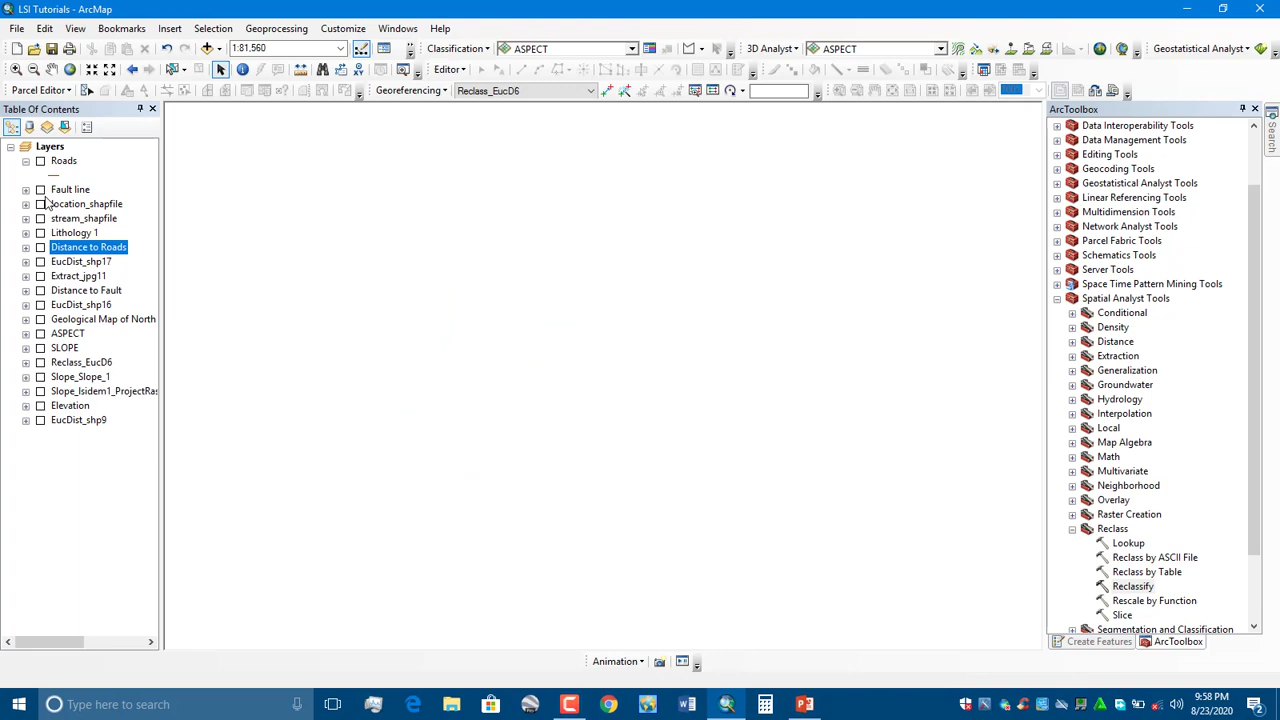 LSI Tutorials - ArcMap
File Edit View Bookmarks Insert Selection Geoprocessing Customize Windows Help
1:81,560 Classification ASPECT 3D Analyst ASPECT Geostatistical Analyst
Editor
Parcel Editor Georeferencing Reclass_EucD6
Table Of Contents
Layers
Roads
Fault line
location_shapfile
stream_shapfile
Lithology 1
Distance to Roads
EucDist_shp17
Extract_jpg11
Distance to Fault
EucDist_shp16
Geological Map of North
ASPECT
SLOPE
Reclass_EucD6
Slope_Slope_1
Slope_lsidem1_ProjectRas
Elevation
EucDist_shp9
ArcToolbox
Data Interoperability Tools
Data Management Tools
Editing Tools
Geocoding Tools
Geostatistical Analyst Tools
Linear Referencing Tools
Multidimension Tools
Network Analyst Tools
Parcel Fabric Tools
Schematics Tools
Server Tools
Space Time Pattern Mining Tools
Spatial Analyst Tools
Conditional
Density
Distance
Extraction
Generalization
Groundwater
Hydrology
Interpolation
Local
Map Algebra
Math
Multivariate
Neighborhood
Overlay
Raster Creation
Reclass
Lookup
Reclass by ASCII File
Reclass by Table
Reclassify
Rescale by Function
Slice
Segmentation and Classification
Create Features ArcToolbox
Search
Animation
Type here to search
9:58 PM
8/23/2020
2